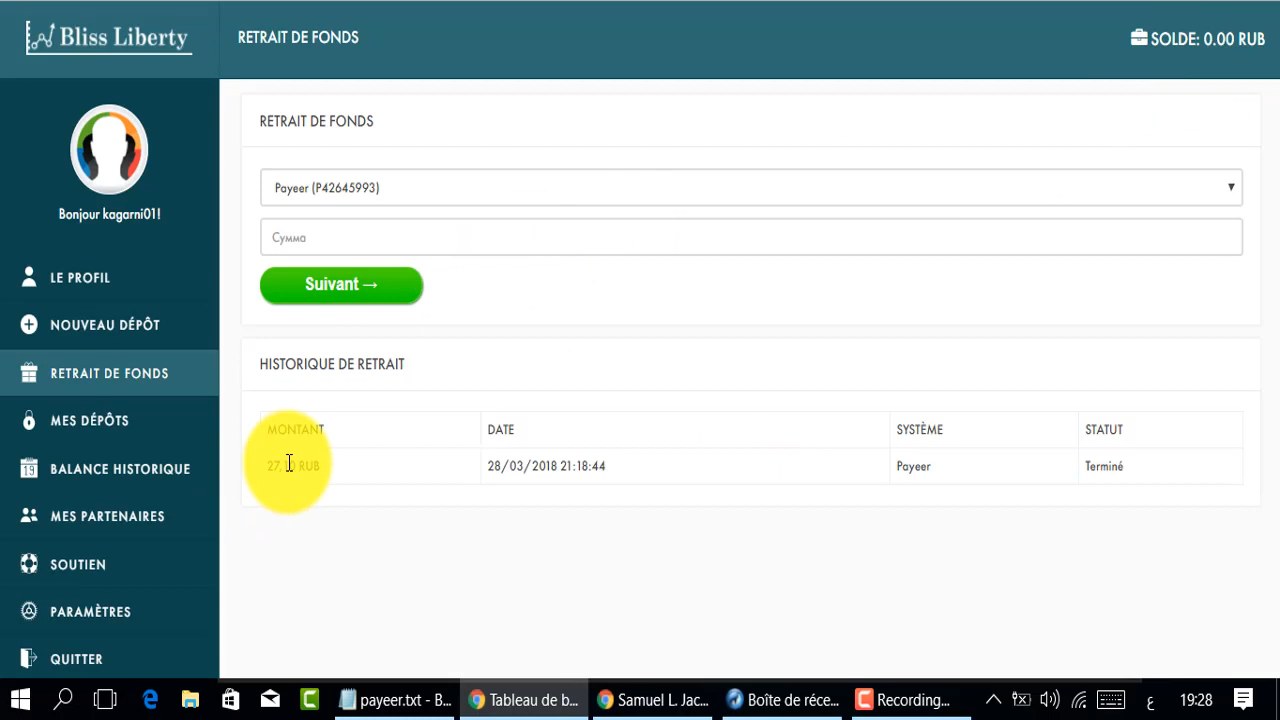 Bliss Liberty
RETRAIT DE FONDS
SOLDE: 0.00 RUB
Bonjour kagarni01!
LE PROFIL
NOUVEAU DÉPÔT
RETRAIT DE FONDS
MES DÉPÔTS
BALANCE HISTORIQUE
19
MES PARTENAIRES
SOUTIEN
PARAMÈTRES
QUITTER
RETRAIT DE FONDS
Payeer (P42645993)
Сумма
Suivant →
HISTORIQUE DE RETRAIT
MONTANT DATE SYSTÈME STATUT
RUB 28/03/2018 21:18:44 Payeer Terminé
payeer.txt - B...
Tableau de b...
Samuel L. Jac...
Boîte de réce...
Recording...
ع
19:28